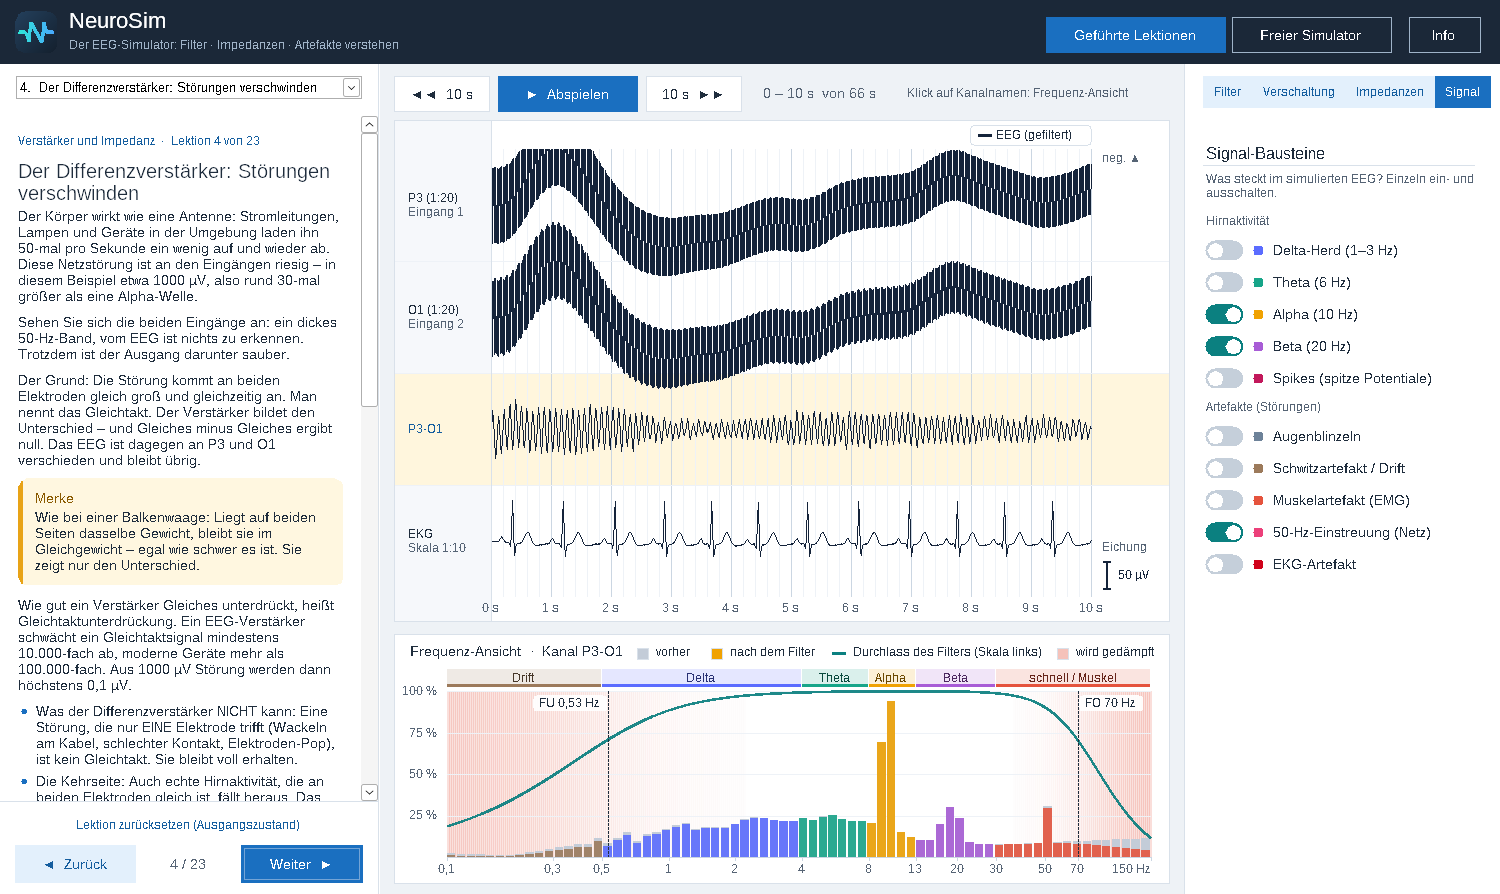 NeuroSim
Der EEG-Simulator: Filter · Impedanzen · Artefakte verstehen
Geführte Lektionen
Freier Simulator
Info
4. Der Differenzverstärker: Störungen verschwinden
Verstärker und Impedanz · Lektion 4 von 23
Der Differenzverstärker: Störungen
verschwinden
Der Körper wirkt wie eine Antenne: Stromleitungen,
Lampen und Geräte in der Umgebung laden ihn
50-mal pro Sekunde ein wenig auf und wieder ab.
Diese Netzstörung ist an den Eingängen riesig – in
diesem Beispiel etwa 1000 µV, also rund 30-mal
größer als eine Alpha-Welle.
Sehen Sie sich die beiden Eingänge an: ein dickes
50-Hz-Band, vom EEG ist nichts zu erkennen.
Trotzdem ist der Ausgang darunter sauber.
Der Grund: Die Störung kommt an beiden
Elektroden gleich groß und gleichzeitig an. Man
nennt das Gleichtakt. Der Verstärker bildet den
Unterschied – und Gleiches minus Gleiches ergibt
null. Das EEG ist dagegen an P3 und O1
verschieden und bleibt übrig.
Merke
Wie bei einer Balkenwaage: Liegt auf beiden
Seiten dasselbe Gewicht, bleibt sie im
Gleichgewicht – egal wie schwer es ist. Sie
zeigt nur den Unterschied.
Wie gut ein Verstärker Gleiches unterdrückt, heißt
Gleichtaktunterdrückung. Ein EEG-Verstärker
schwächt ein Gleichtaktsignal mindestens
10.000-fach ab, moderne Geräte mehr als
100.000-fach. Aus 1000 µV Störung werden dann
höchstens 0,1 µV.
Was der Differenzverstärker NICHT kann: Eine
Störung, die nur EINE Elektrode trifft (Wackeln
am Kabel, schlechter Kontakt, Elektroden-Pop),
ist kein Gleichtakt. Sie bleibt voll erhalten.
Die Kehrseite: Auch echte Hirnaktivität, die an
beiden Elektroden gleich ist, fällt heraus. Das
Lektion zurücksetzen (Ausgangszustand)
◄ Zurück
4 / 23
Weiter ►
◄◄ 10 s
► Abspielen
10 s ►►
0 – 10 s von 66 s
Klick auf Kanalnamen: Frequenz-Ansicht
EEG (gefiltert)
neg. ▲
P3 (1:20)
Eingang 1
O1 (1:20)
Eingang 2
P3-O1
EKG
Skala 1:10
Eichung
50 µV
0 s 1 s 2 s 3 s 4 s 5 s 6 s 7 s 8 s 9 s 10 s
Frequenz-Ansicht · Kanal P3-O1
vorher
nach dem Filter
Durchlass des Filters (Skala links)
wird gedämpft
Drift Delta Theta Alpha Beta schnell / Muskel
100 %
FU 0,53 Hz
FO 70 Hz
75 %
50 %
25 %
0,1 0,3 0,5 1 2 4 8 13 20 30 50 70 150 Hz
Filter
Verschaltung
Impedanzen
Signal
Signal-Bausteine
Was steckt im simulierten EEG? Einzeln ein- und
ausschalten.
Hirnaktivität
Delta-Herd (1–3 Hz)
Theta (6 Hz)
Alpha (10 Hz)
Beta (20 Hz)
Spikes (spitze Potentiale)
Artefakte (Störungen)
Augenblinzeln
Schwitzartefakt / Drift
Muskelartefakt (EMG)
50-Hz-Einstreuung (Netz)
EKG-Artefakt